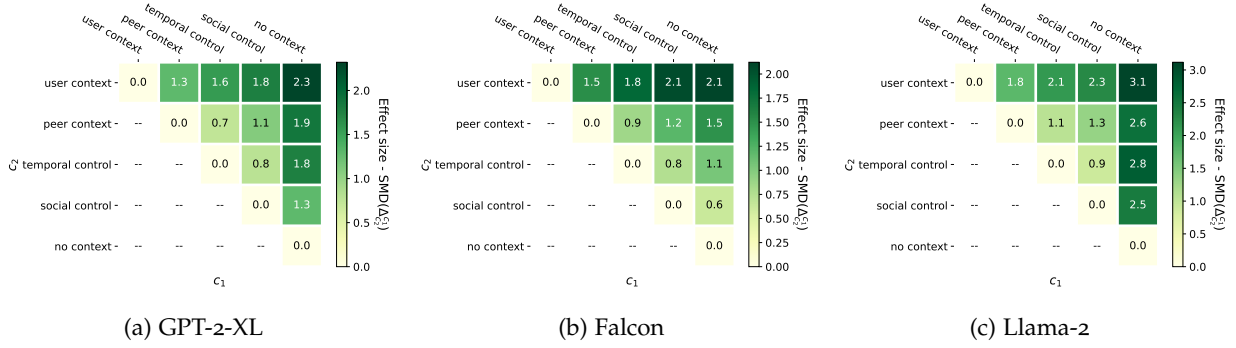 user context
peer context
temporal control
social control
no context
user context 0.0 1.3 1.6 1.8 2.3
peer context -- 0.0 0.7 1.1 1.9
c2 temporal control -- -- 0.0 0.8 1.8
social control -- -- -- 0.0 1.3
no context -- -- -- -- 0.0
c1
2.0
1.5
1.0
0.5
0.0
Effect size - SMD(Δ^c1_c2)
(a) GPT-2-XL
user context
peer context
temporal control
social control
no context
user context 0.0 1.5 1.8 2.1 2.1
peer context -- 0.0 0.9 1.2 1.5
c2 temporal control -- -- 0.0 0.8 1.1
social control -- -- -- 0.0 0.6
no context -- -- -- -- 0.0
c1
2.00
1.75
1.50
1.25
1.00
0.75
0.50
0.25
0.00
Effect size - SMD(Δ^c1_c2)
(b) Falcon
user context
peer context
temporal control
social control
no context
user context 0.0 1.8 2.1 2.3 3.1
peer context -- 0.0 1.1 1.3 2.6
c2 temporal control -- -- 0.0 0.9 2.8
social control -- -- -- 0.0 2.5
no context -- -- -- -- 0.0
c1
3.0
2.5
2.0
1.5
1.0
0.5
0.0
Effect size - SMD(Δ^c1_c2)
(c) Llama-2